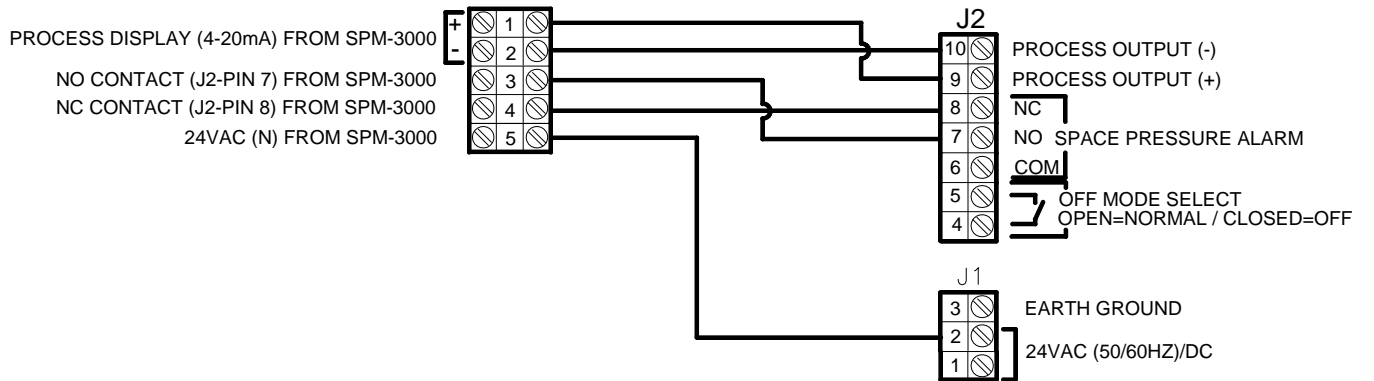 PROCESS DISPLAY (4-20mA) FROM SPM-3000
+
-
NO CONTACT (J2-PIN 7) FROM SPM-3000
NC CONTACT (J2-PIN 8) FROM SPM-3000
24VAC (N) FROM SPM-3000
1
2
3
4
5
J2
10 PROCESS OUTPUT (-)
9 PROCESS OUTPUT (+)
8 NC
7 NO SPACE PRESSURE ALARM
6 COM
5 OFF MODE SELECT
4 OPEN=NORMAL / CLOSED=OFF
J1
3 EARTH GROUND
2
24VAC (50/60HZ)/DC
1